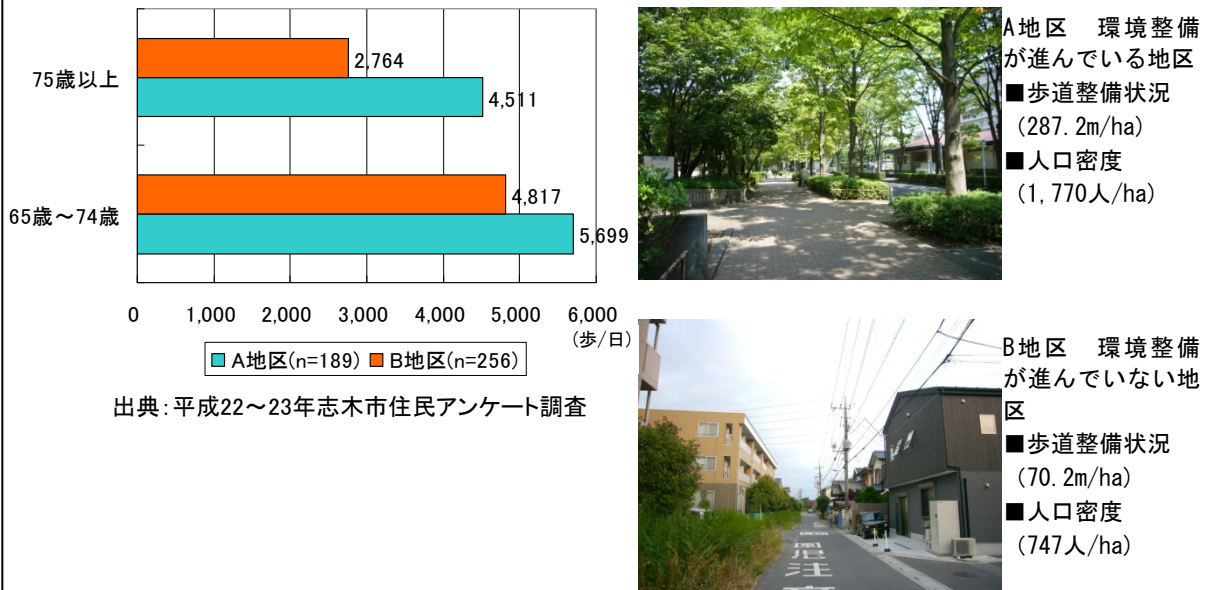 75歳以上
2,764
4,511
65歳～74歳
4,817
5,699
0 1,000 2,000 3,000 4,000 5,000 6,000
(歩/日)
A地区(n=189) B地区(n=256)
出典:平成22～23年志木市住民アンケート調査
A地区 環境整備
が進んでいる地区
■歩道整備状況
(287.2m/ha)
■人口密度
(1,770人/ha)
B地区 環境整備
が進んでいない地
区
■歩道整備状況
(70.2m/ha)
■人口密度
(747人/ha)